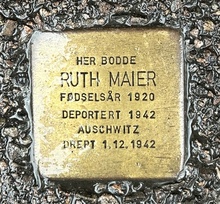 HER BODDE
RUTH MAIER
FØDSELSÅR 1920
DEPORTERT 1942
AUSCHWITZ
DREPT 1.12.1942